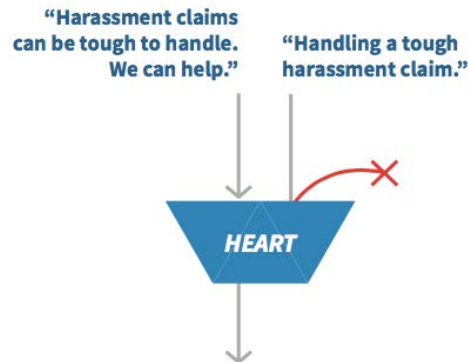 “Harassment claims
can be tough to handle.
We can help.”
“Handling a tough
harassment claim.”
HEART